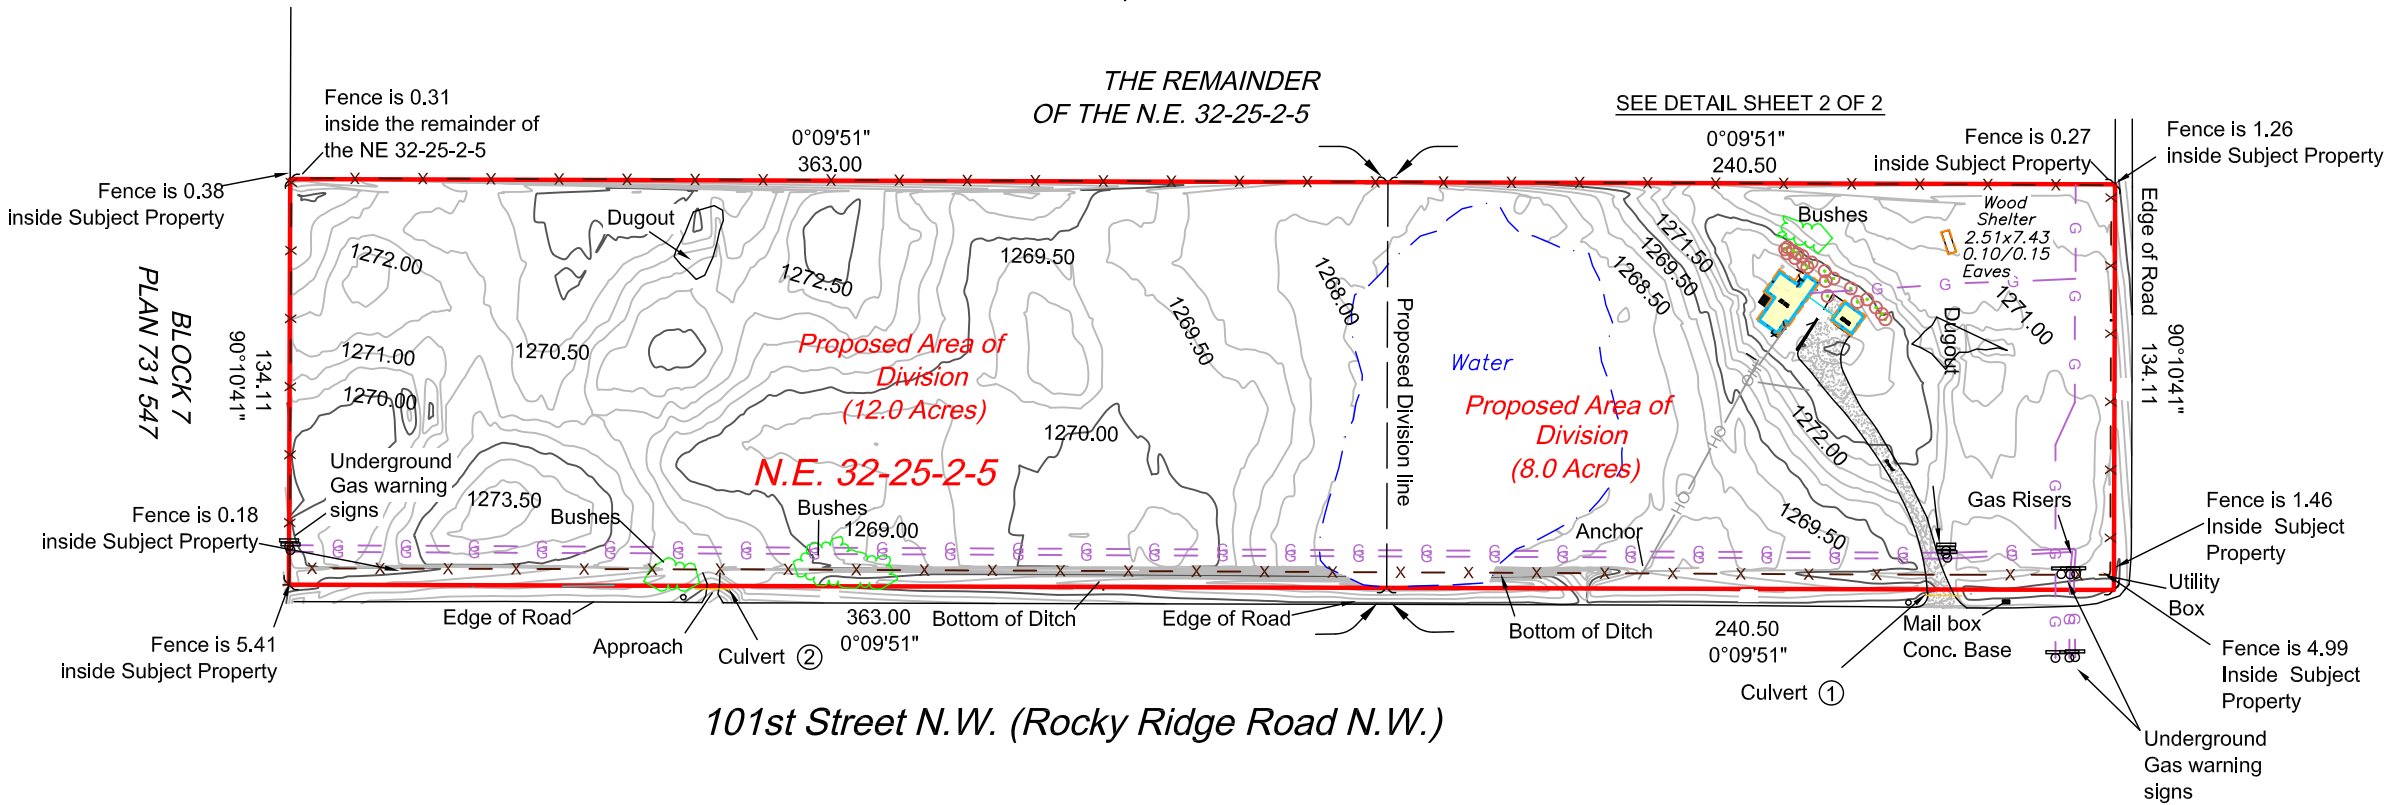 THE REMAINDER
OF THE N.E. 32-25-2-5
SEE DETAIL SHEET 2 OF 2
Fence is 0.31
inside the remainder of
the NE 32-25-2-5
0°09'51"
363.00
0°09'51"
240.50
Fence is 0.27
inside Subject Property
Fence is 1.26
inside Subject Property
Fence is 0.38
inside Subject Property
Dugout
Bushes
Wood
Shelter
2.51x7.43
0.10/0.15
Eaves
Edge of Road
1272.00
1272.50
1269.50
1269.50
1268.00
1271.50
1269.50
1268.50
1271.00
BLOCK 7
PLAN 731 547
134.11
90°10'41"
1271.00
1270.50
1270.00
Proposed Area of
Division
(12.0 Acres)
Proposed Division line
Water
Proposed Area of
Division
(8.0 Acres)
Dugout
134.11
90°10'41"
1270.00
1272.00
N.E. 32-25-2-5
Underground
Gas warning
signs
1273.50
Bushes
Bushes
1269.00
Anchor
1269.50
Gas Risers
Fence is 0.18
inside Subject Property
Fence is 1.46
Inside Subject
Property
Utility
Box
Edge of Road
Approach
Culvert 2
363.00
0°09'51"
Bottom of Ditch
Edge of Road
Bottom of Ditch
240.50
0°09'51"
Mail box
Conc. Base
Culvert 1
Fence is 5.41
inside Subject Property
Fence is 4.99
Inside Subject
Property
101st Street N.W. (Rocky Ridge Road N.W.)
Underground
Gas warning
signs